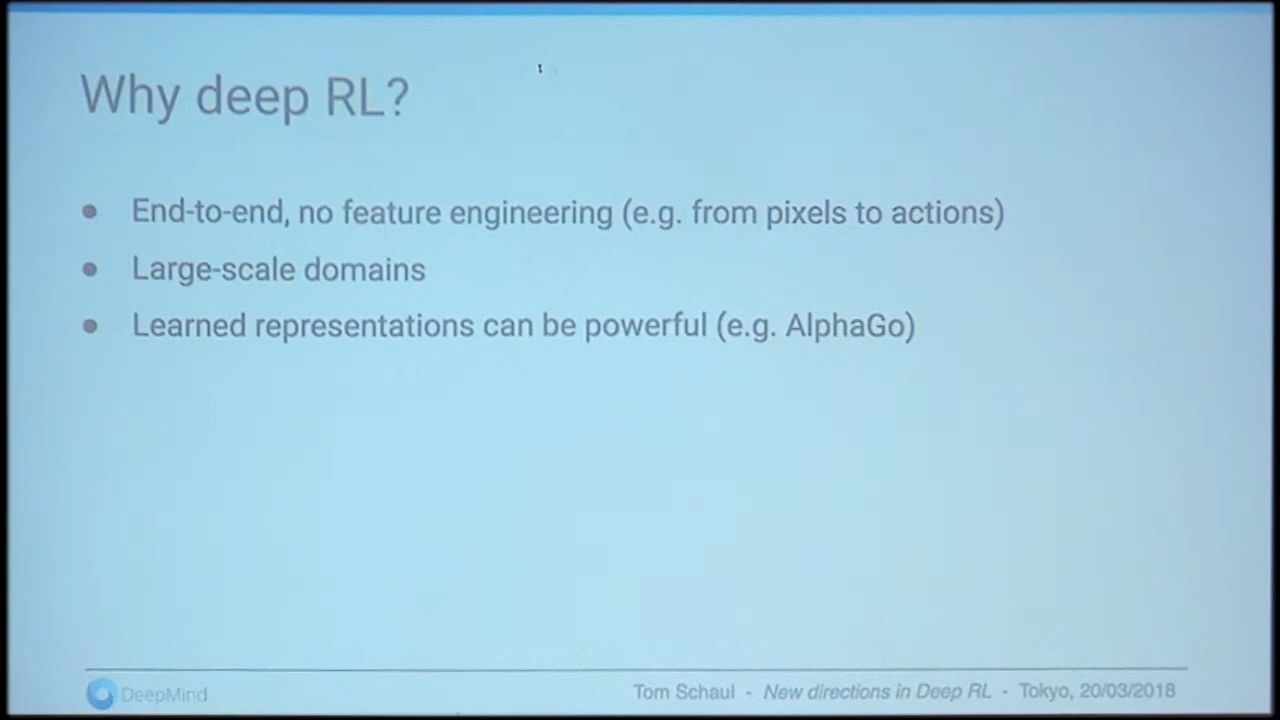 Why deep RL?
● End-to-end, no feature engineering (e.g. from pixels to actions)
● Large-scale domains
● Learned representations can be powerful (e.g. AlphaGo)
DeepMind
Tom Schaul - New directions in Deep RL - Tokyo, 20/03/2018